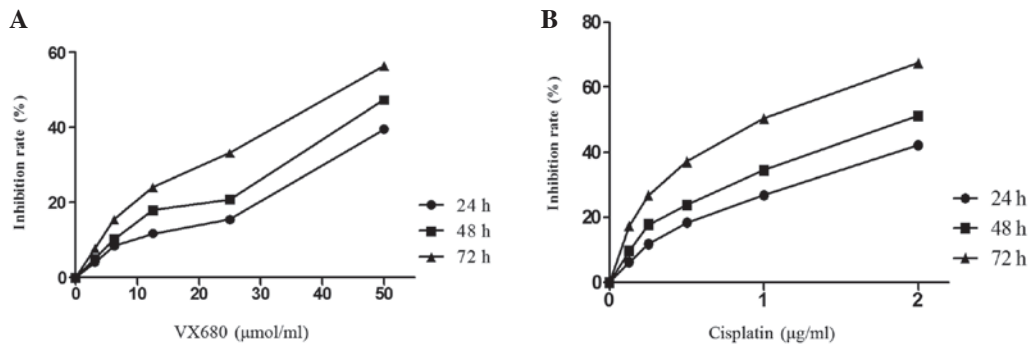 A
Inhibition rate (%)
60
40
20
0
0 10 20 30 40 50
VX680 (μmol/ml)
24 h
48 h
72 h
B
Inhibition rate (%)
80
60
40
20
0
0 1 2
Cisplatin (μg/ml)
24 h
48 h
72 h